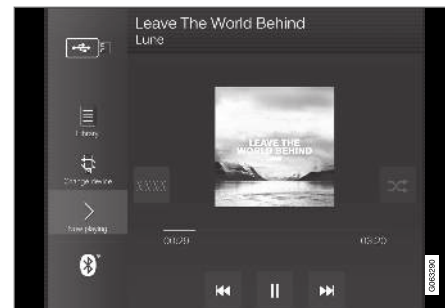 Leave The World Behind
Lune
Library
Change device
Now playing
LEAVE THE
WORLD BEHIND
XXXX
00:29
03:20
G063290